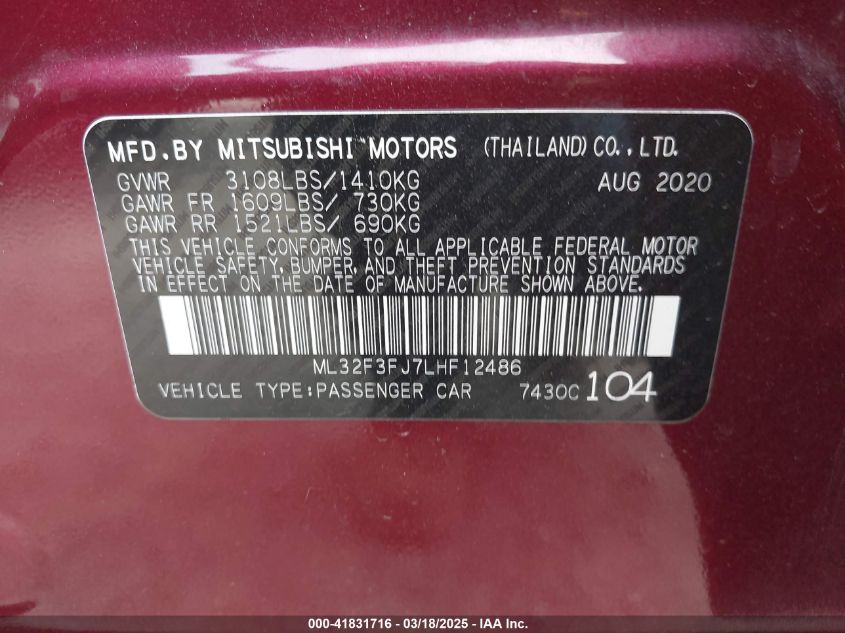 MFD.BY MITSUBISHI MOTORS (THAILAND) CO.,LTD.
GVWR 3108LBS/1410KG AUG 2020
GAWR FR 1609LBS/ 730KG
GAWR RR 1521LBS/ 690KG
THIS VEHICLE CONFORMS TO ALL APPLICABLE FEDERAL MOTOR
VEHICLE SAFETY, BUMPER, AND THEFT PREVENTION STANDARDS
IN EFFECT ON THE DATE OF MANUFACTURE SHOWN ABOVE.
ML32F3FJ7LHF12486
VEHICLE TYPE:PASSENGER CAR 7430C 104
000-41831716 - 03/18/2025 - IAA Inc.